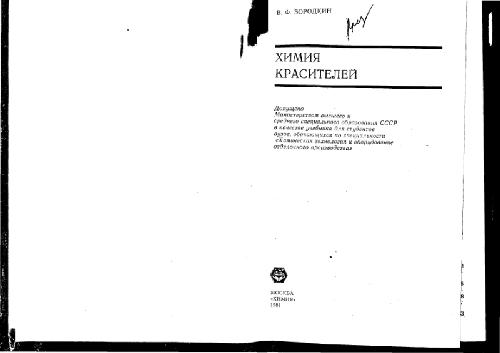 В. Ф. БОРОДКИН
ХИМИЯ
КРАСИТЕЛЕЙ
Допущено
Министерством высшего и
среднего специального образования СССР
в качестве учебника для студентов
вузов, обучающихся по специальности
«Химическая технология и оборудование
отделочного производства»
МОСКВА
«ХИМИЯ»
1981